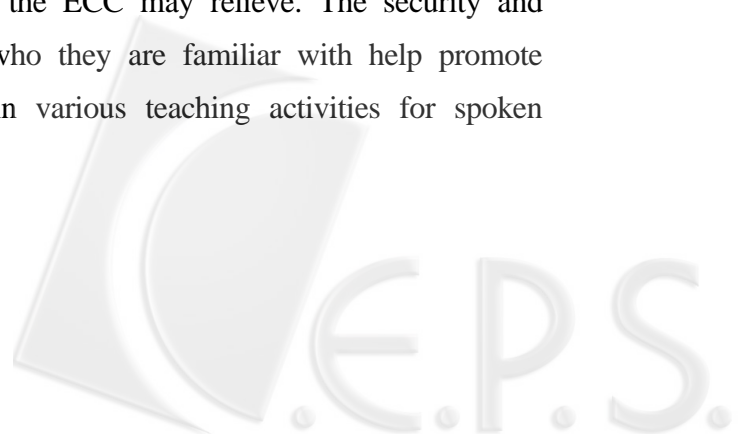 the ECC may relieve. The security and
who they are familiar with help promote
in various teaching activities for spoken
C.E.P.S.